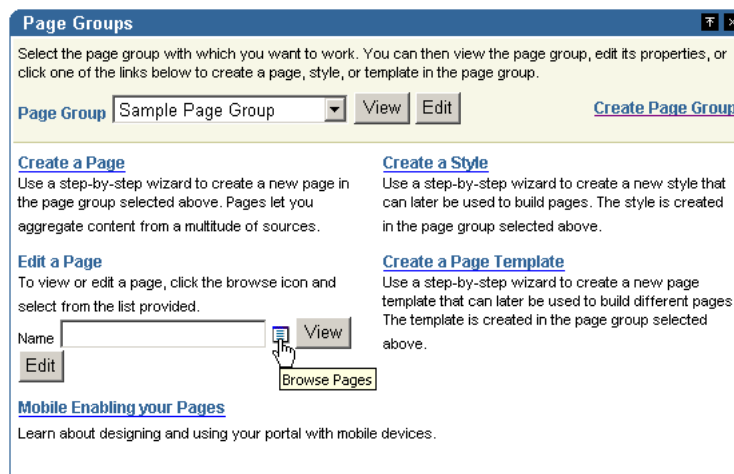 Page Groups
Select the page group with which you want to work. You can then view the page group, edit its properties, or
click one of the links below to create a page, style, or template in the page group.
Page Group Sample Page Group View Edit Create Page Group
Create a Page
Use a step-by-step wizard to create a new page in
the page group selected above. Pages let you
aggregate content from a multitude of sources.
Create a Style
Use a step-by-step wizard to create a new style that
can later be used to build pages. The style is created
in the page group selected above.
Edit a Page
To view or edit a page, click the browse icon and
select from the list provided.
Name View
Edit
Browse Pages
Create a Page Template
Use a step-by-step wizard to create a new page
template that can later be used to build different pages
The template is created in the page group selected
above.
Mobile Enabling your Pages
Learn about designing and using your portal with mobile devices.